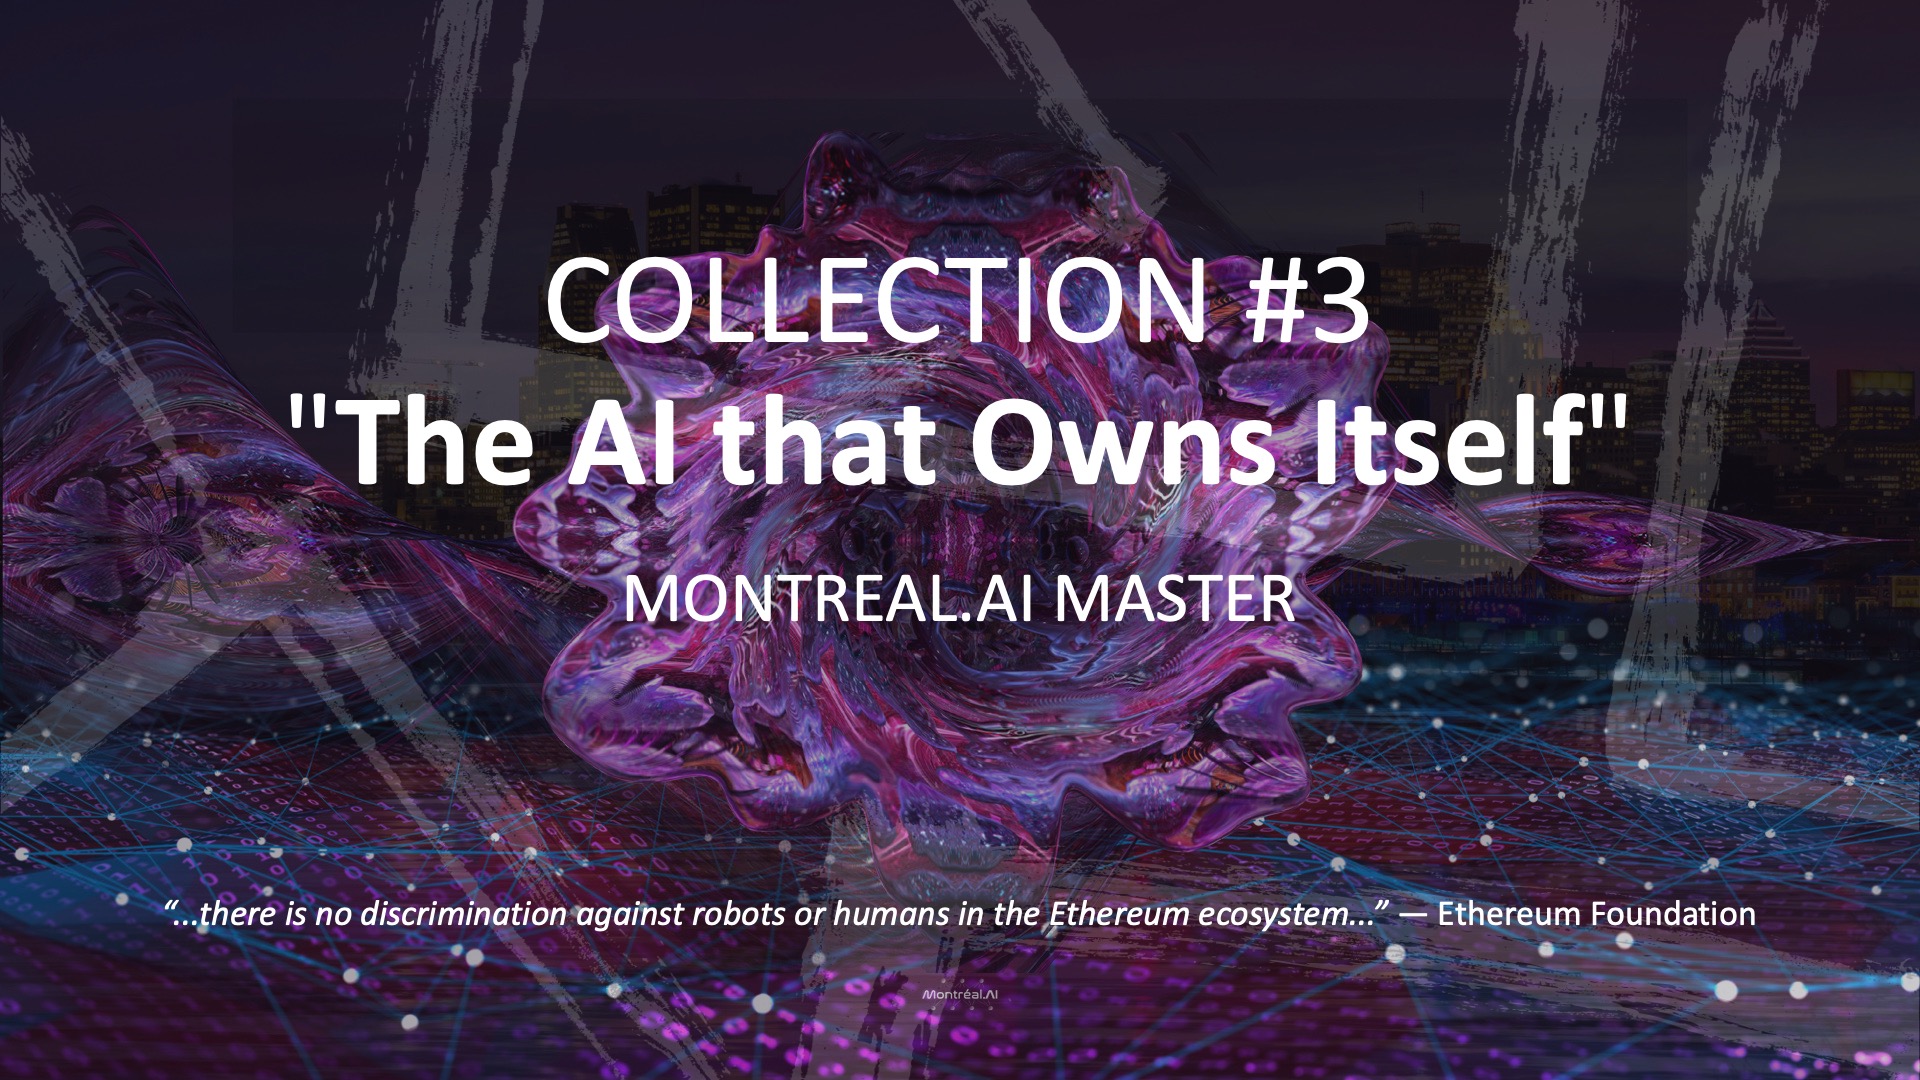 COLLECTION #3
"The AI that Owns Itself"
MONTREAL.AI MASTER
“...there is no discrimination against robots or humans in the Ethereum ecosystem...” — Ethereum Foundation
Montréal.AI